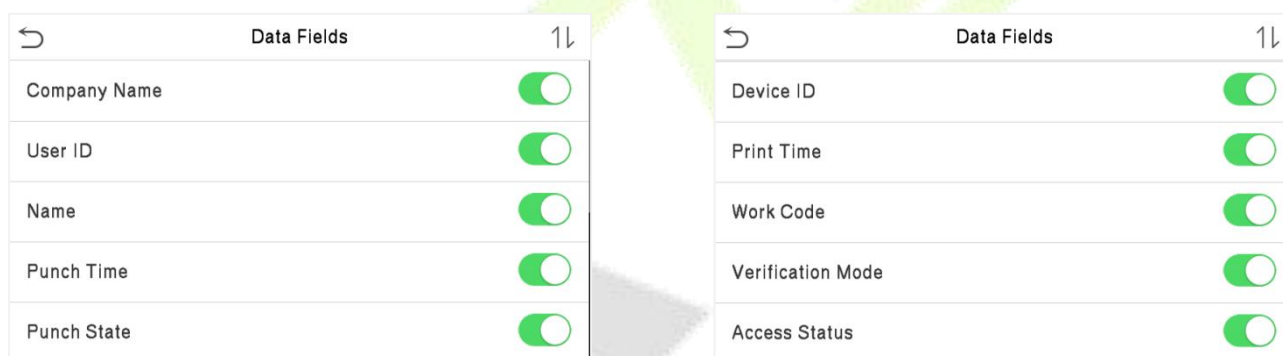 Data Fields
Company Name
User ID
Name
Punch Time
Punch State
Data Fields
Device ID
Print Time
Work Code
Verification Mode
Access Status